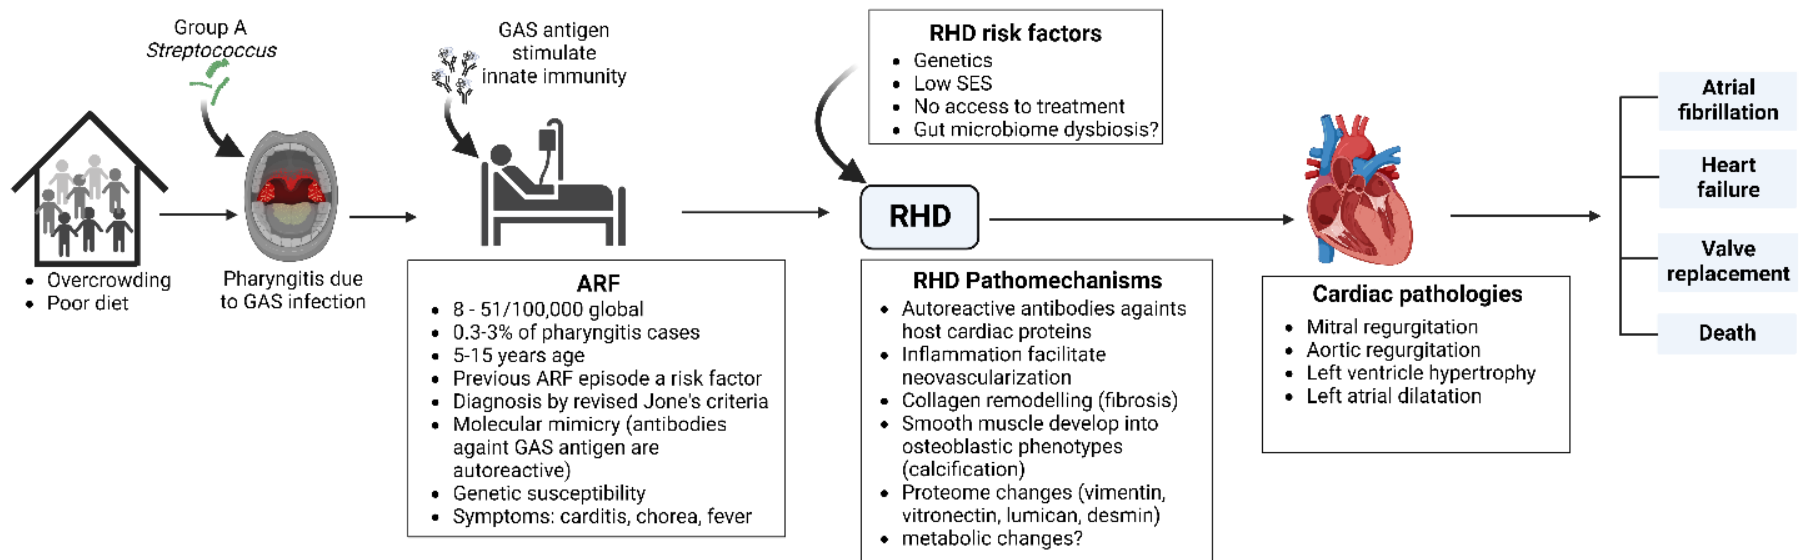 Group A
Streptococcus
Overcrowding
Poor diet
Pharyngitis due
to GAS infection
GAS antigen
stimulate
innate immunity
ARF
8 - 51/100,000 global
0.3-3% of pharyngitis cases
5-15 years age
Previous ARF episode a risk factor
Diagnosis by revised Jone's criteria
Molecular mimicry (antibodies
againt GAS antigen are
autoreactive)
Genetic susceptibility
Symptoms: carditis, chorea, fever
RHD risk factors
Genetics
Low SES
No access to treatment
Gut microbiome dysbiosis?
RHD
RHD Pathomechanisms
Autoreactive antibodies againts
host cardiac proteins
Inflammation facilitate
neovascularization
Collagen remodelling (fibrosis)
Smooth muscle develop into
osteoblastic phenotypes
(calcification)
Proteome changes (vimentin,
vitronectin, lumican, desmin)
metabolic changes?
Cardiac pathologies
Mitral regurgitation
Aortic regurgitation
Left ventricle hypertrophy
Left atrial dilatation
Atrial
fibrillation
Heart
failure
Valve
replacement
Death